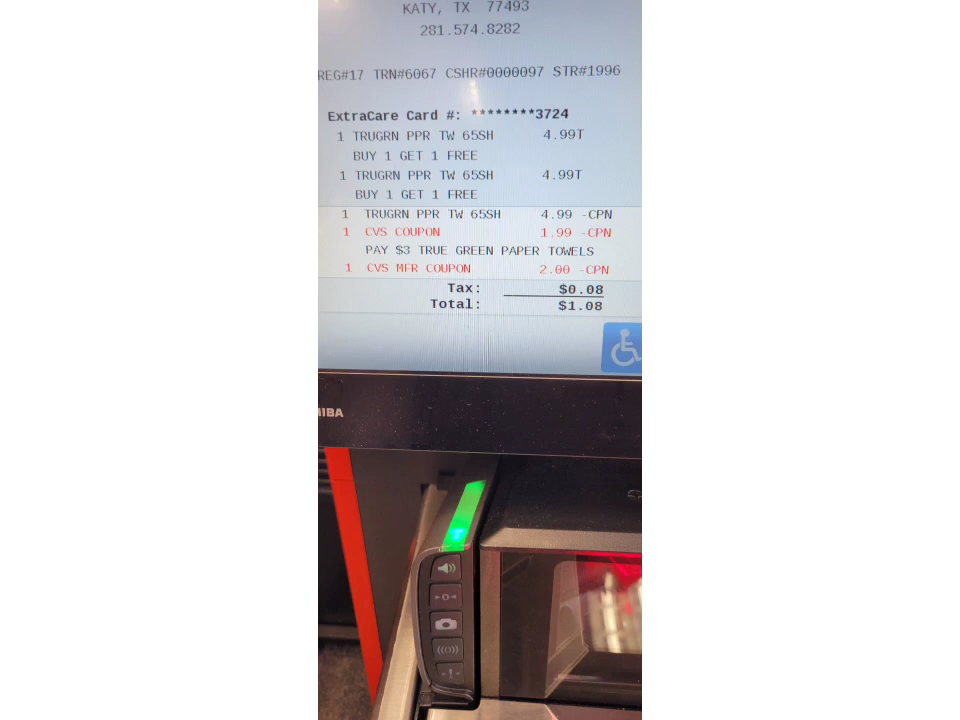 KATY, TX 77493
281.574.8282
REG#17 TRN#6067 CSHR#0000097 STR#1996
ExtraCare Card #: ********3724
1 TRUGRN PPR TW 65SH 4.99T
BUY 1 GET 1 FREE
1 TRUGRN PPR TW 65SH 4.99T
BUY 1 GET 1 FREE
1 TRUGRN PPR TW 65SH 4.99 -CPN
1 CVS COUPON 1.99 -CPN
PAY $3 TRUE GREEN PAPER TOWELS
1 CVS MFR COUPON 2.00 -CPN
Tax: $0.08
Total: $1.08
HIBA